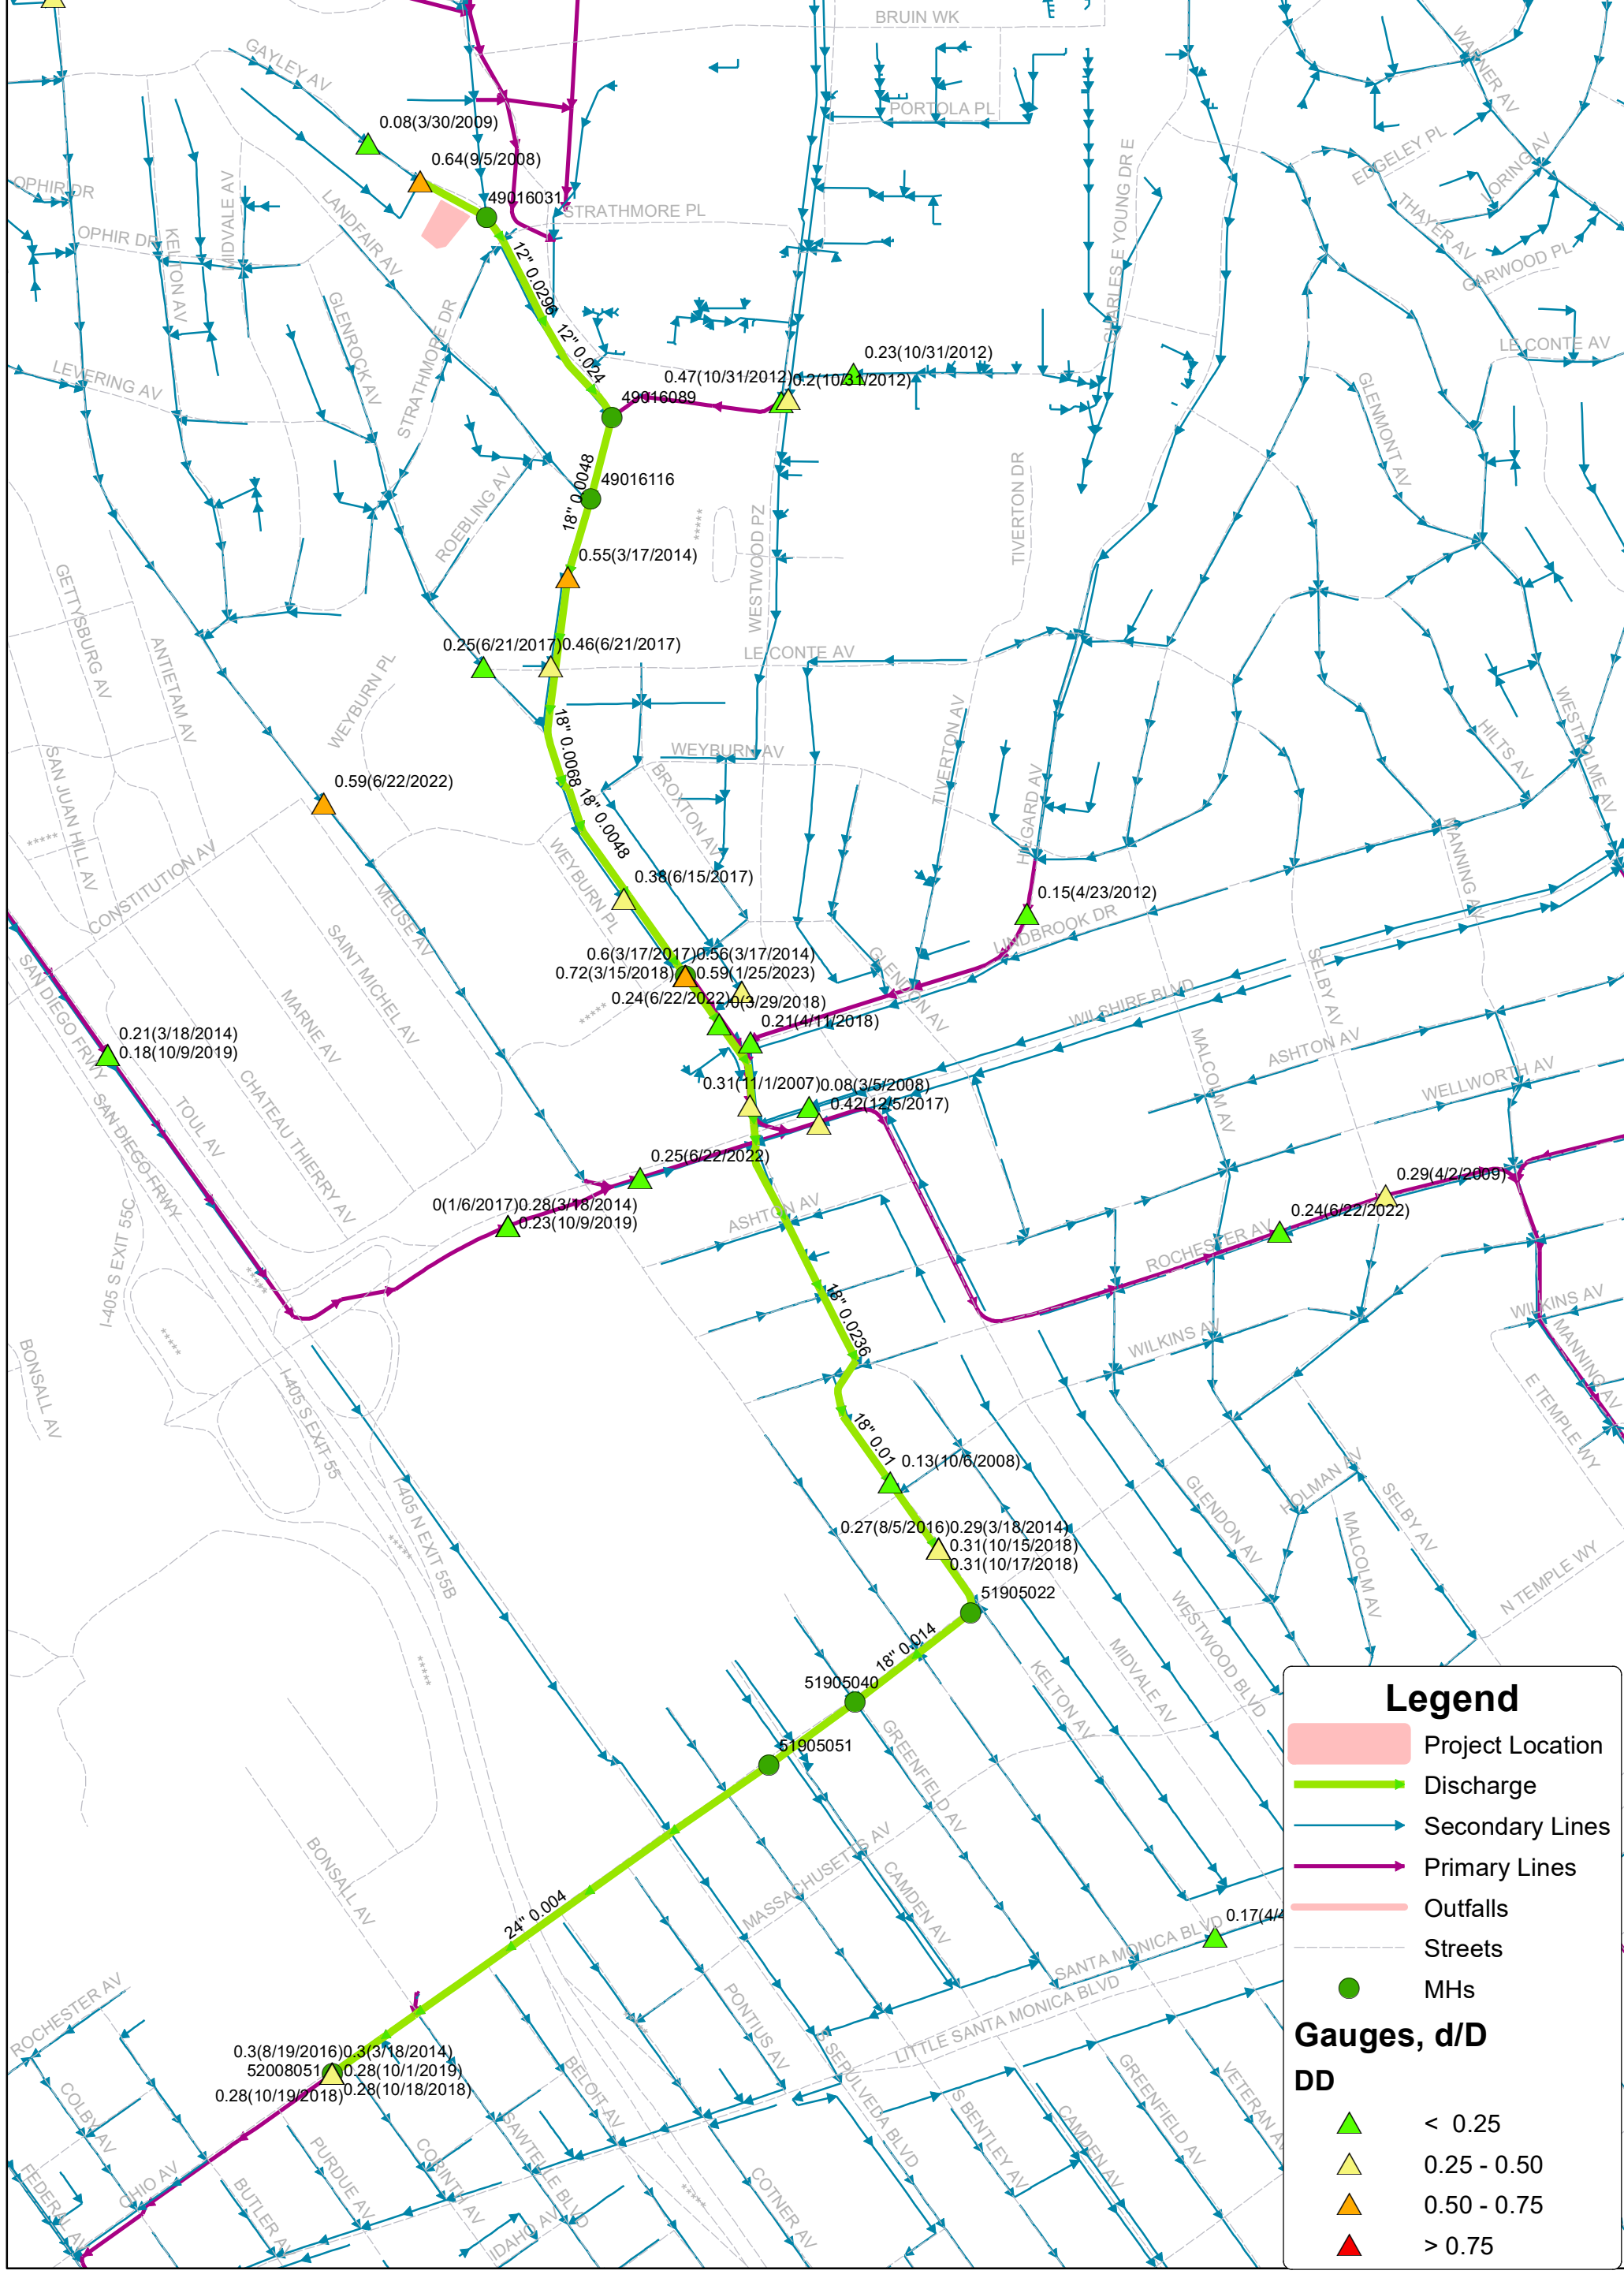 BRUIN WK
GAYLEY AV
WARNER AV
PORTOLA PL
0.08(3/30/2009)
0.64(9/5/2008)
EDGELEY PL
LORING AV
OPHIR DR
MIDVALE AV
LANDFAIR AV
49016031
STRATHMORE PL
CHARLES E YOUNG DR E
THAYER AV
OPHIR DR
KELTON AV
GARWOOD PL
12" 0.0296
GLENROCK AV
STRATHMORE DR
12" 0.024
LE CONTE AV
0.23(10/31/2012)
0.47(10/31/2012)
0.2(10/31/2012)
LEVERING AV
49016089
GLENMONT AV
18" 0.0048
49016116
ROEBLING AV
*****
WESTWOOD PZ
TIVERTON DR
0.55(3/17/2014)
GETTYSBURG AV
ANTIETAM AV
0.25(6/21/2017)
0.46(6/21/2017)
LE CONTE AV
WEYBURN PL
18" 0.0068
WEYBURN AV
TIVERTON AV
WESTHOLME AV
HILTS AV
SAN JUAN HILL AV
0.59(6/22/2022)
18" 0.0048
BROXTON AV
HILGARD AV
MANNING AV
*****
CONSTITUTION AV
MEUSE AV
WEYBURN PL
0.38(6/15/2017)
0.15(4/23/2012)
LINDBROOK DR
SAN DIEGO FRWY
SAINT MICHEL AV
0.6(3/17/2017)
0.56(3/17/2014)
0.72(3/15/2018)
0.59(1/25/2023)
GLENDON AV
SELBY AV
0.24(6/22/2022)
0(3/29/2018)
WILSHIRE BLVD
MARNE AV
*****
0.21(4/11/2018)
0.21(3/18/2014)
0.18(10/9/2019)
ASHTON AV
MALCOLM AV
WELLWORTH AV
TOUL AV
CHATEAU THIERRY AV
0.31(11/1/2007)
0.08(3/5/2008)
0.42(12/5/2017)
SAN DIEGO FRWY
0.25(6/22/2022)
0.29(4/2/2009)
0(1/6/2017)
0.28(3/18/2014)
0.23(10/9/2019)
ASHTON AV
0.24(6/22/2022)
ROCHESTER AV
I-405 S EXIT 55C
*****
18" 0.0236
WILKINS AV
WILKINS AV
MANNING AV
*****
BONSALL AV
I-405 S EXIT 55
E TEMPLE WY
18" 0.01
0.13(10/6/2008)
I-405 N EXIT 55B
HOLMAN AV
GLENDON AV
SELBY AV
MALCOLM AV
*****
0.27(8/5/2016)
0.29(3/18/2014)
0.31(10/15/2018)
0.31(10/17/2018)
N TEMPLE WY
51905022
WESTWOOD BLVD
18" 0.014
MIDVALE AV
KELTON AV
*****
51905040
51905051
GREENFIELD AV
Legend
Project Location
Discharge
Secondary Lines
Primary Lines
Outfalls
Streets
MHs
Gauges, d/D
DD
< 0.25
0.25 - 0.50
0.50 - 0.75
> 0.75
BONSALL AV
24" 0.004
MASSACHUSETTS AV
CAMDEN AV
0.17(4/
SANTA MONICA BLVD
LITTLE SANTA MONICA BLVD
ROCHESTER AV
PONTIUS AV
*****
SEPULVEDA BLVD
0.3(8/19/2016)
0.3(3/18/2014)
52008051
0.28(10/1/2019)
0.28(10/19/2018)
0.28(10/18/2018)
BELOIT AV
S BENTLEY AV
CAMDEN AV
GREENFIELD AV
VETERAN AV
COLBY AV
SAWTELLE BLVD
FEDERAL AV
OHIO AV
BUTLER AV
PURDUE AV
CORINTH AV
IDAHO AV
*****
COTNER AV